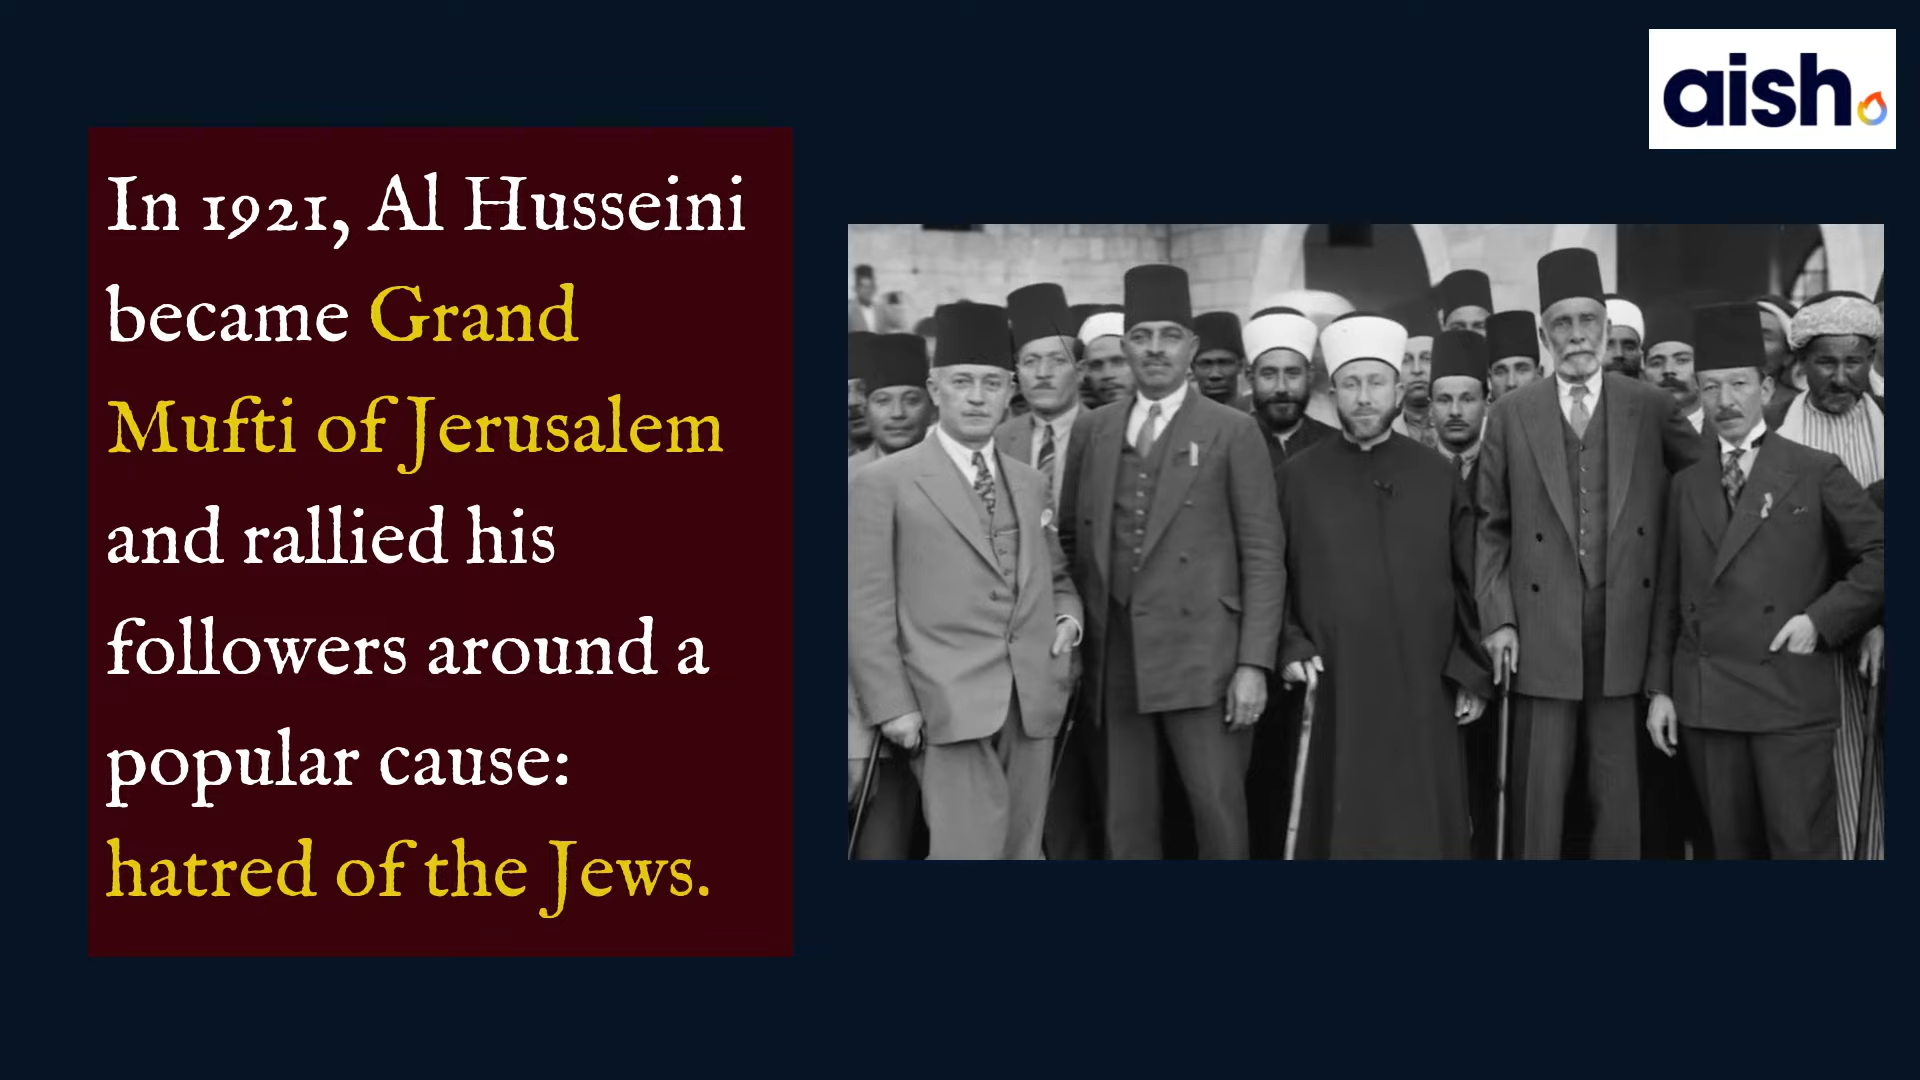 aish
In 1921, Al Husseini
became Grand
Mufti of Jerusalem
and rallied his
followers around a
popular cause:
hatred of the Jews.